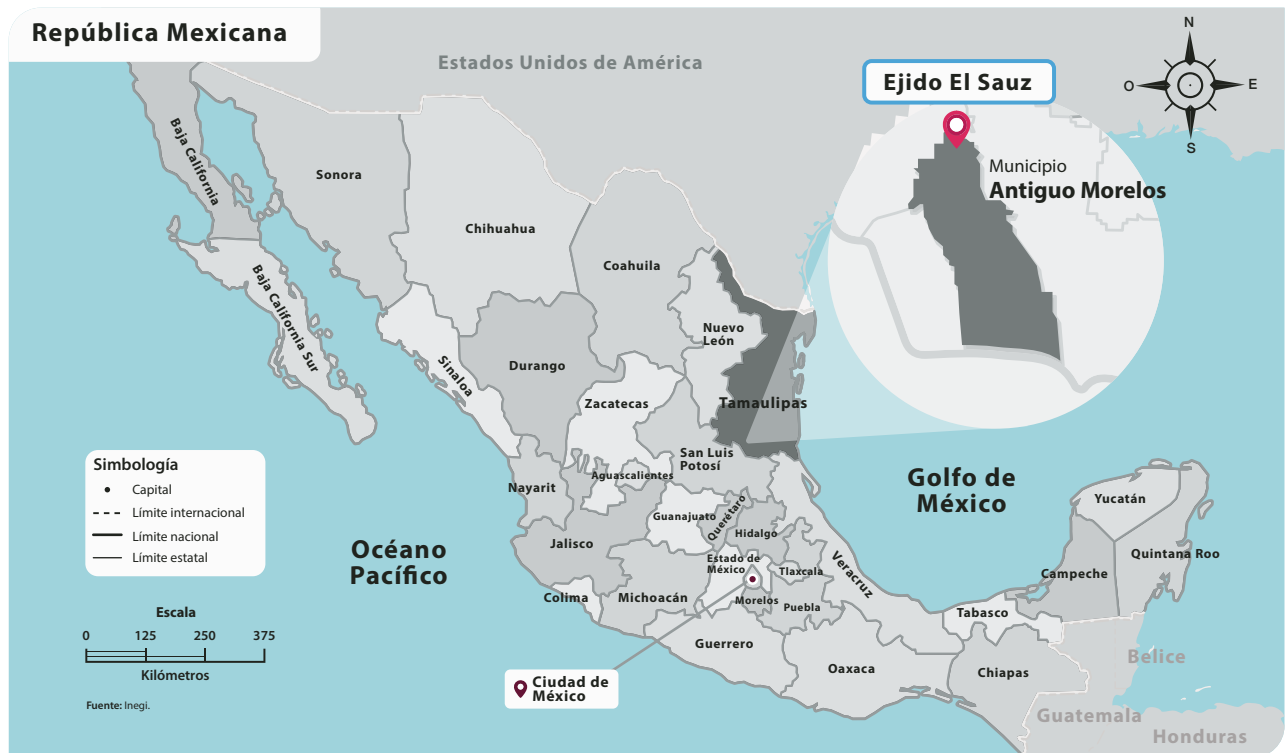 República Mexicana
Estados Unidos de América
Ejido El Sauz
N
O
E
S
Municipio
Antiguo Morelos
Baja California
Sonora
Chihuahua
Coahuila
Baja California Sur
Nuevo
León
Sinaloa
Durango
Zacatecas
Tamaulipas
San Luis
Potosí
Nayarit
Aguascalientes
Golfo de
México
Guanajuato
Querétaro
Hidalgo
Jalisco
Océano
Pacífico
Estado de
México
Tlaxcala
Veracruz
Yucatán
Quintana Roo
Campeche
Colima
Michoacán
Morelos
Puebla
Tabasco
Guerrero
Oaxaca
Chiapas
Belice
Ciudad de
México
Guatemala
Honduras
Simbología
Capital
Límite internacional
Límite nacional
Límite estatal
Escala
0 125 250 375
Kilómetros
Fuente: Inegi.